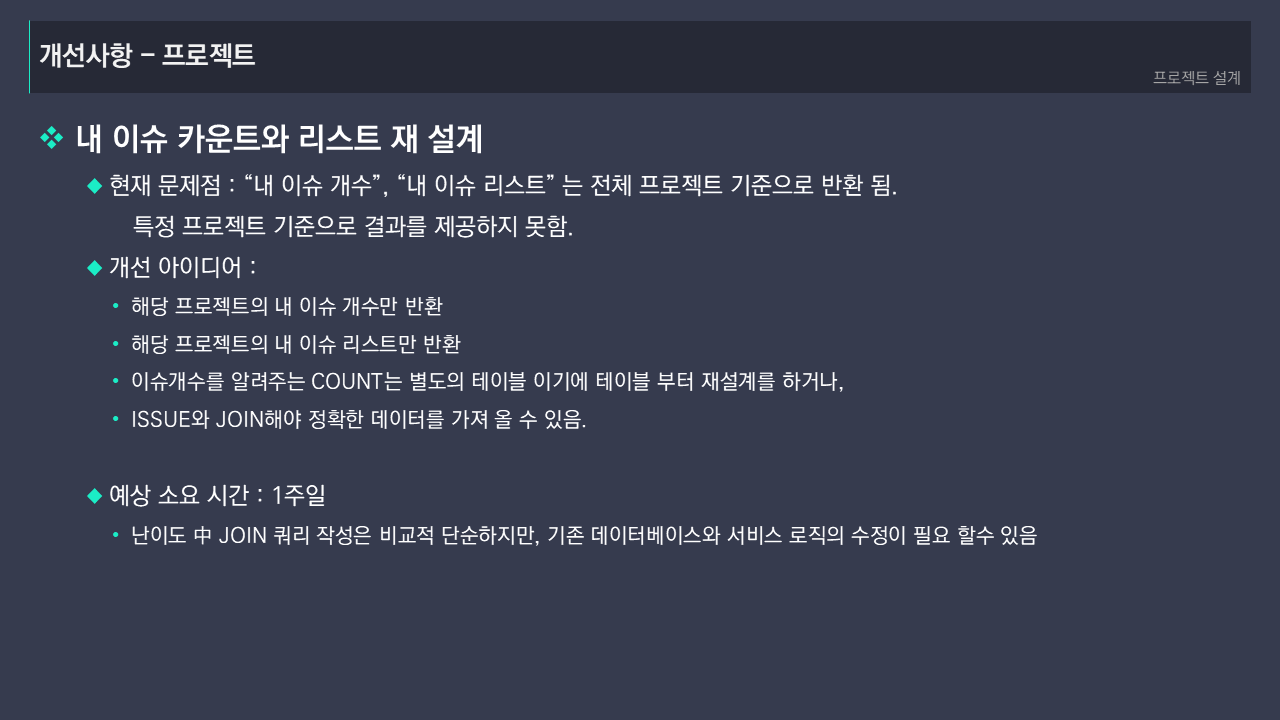 개선사항 – 프로젝트
프로젝트 설계
❖ 내 이슈 카운트와 리스트 재 설계
◆ 현재 문제점 : “내 이슈 개수”, “내 이슈 리스트” 는 전체 프로젝트 기준으로 반환 됨.
특정 프로젝트 기준으로 결과를 제공하지 못함.
◆ 개선 아이디어 :
• 해당 프로젝트의 내 이슈 개수만 반환
• 해당 프로젝트의 내 이슈 리스트만 반환
• 이슈개수를 알려주는 COUNT는 별도의 테이블 이기에 테이블 부터 재설계를 하거나,
• ISSUE와 JOIN해야 정확한 데이터를 가져 올 수 있음.
◆ 예상 소요 시간 : 1주일
• 난이도 中 JOIN 쿼리 작성은 비교적 단순하지만, 기존 데이터베이스와 서비스 로직의 수정이 필요 할수 있음